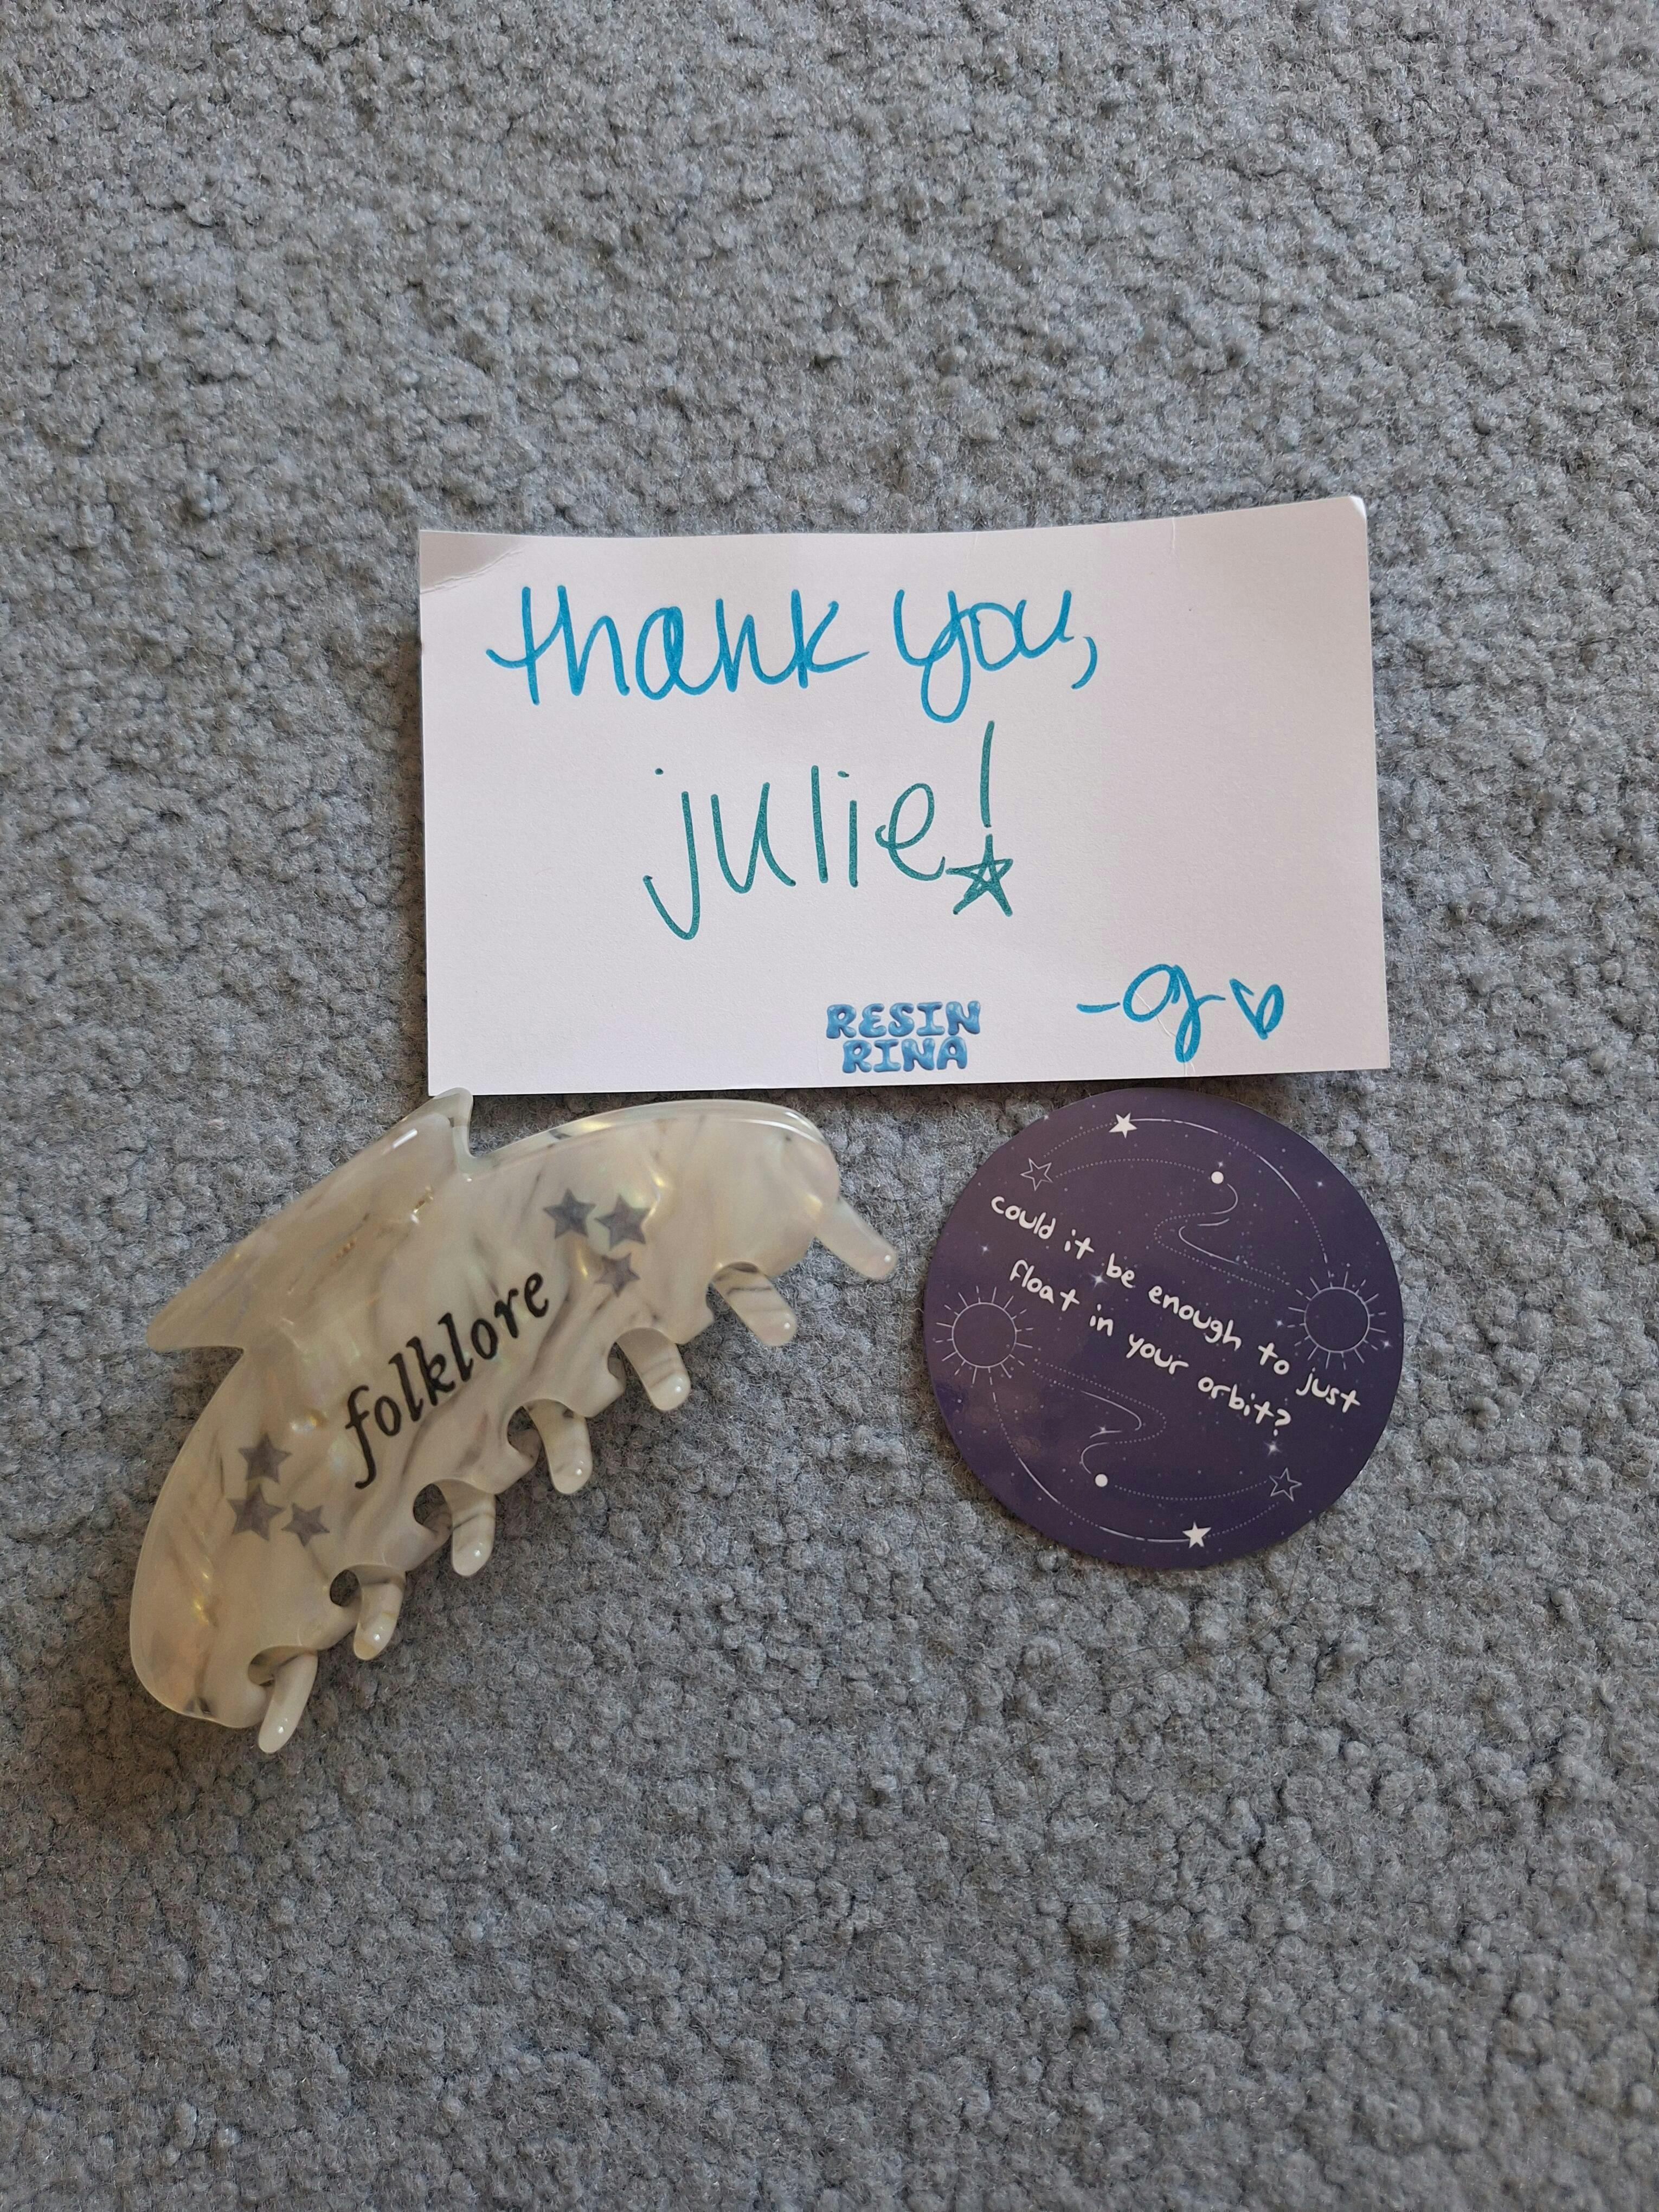 thank you,
julie!
-g
RESIN
RINA
folklore
could it be enough to just
float in your orbit?